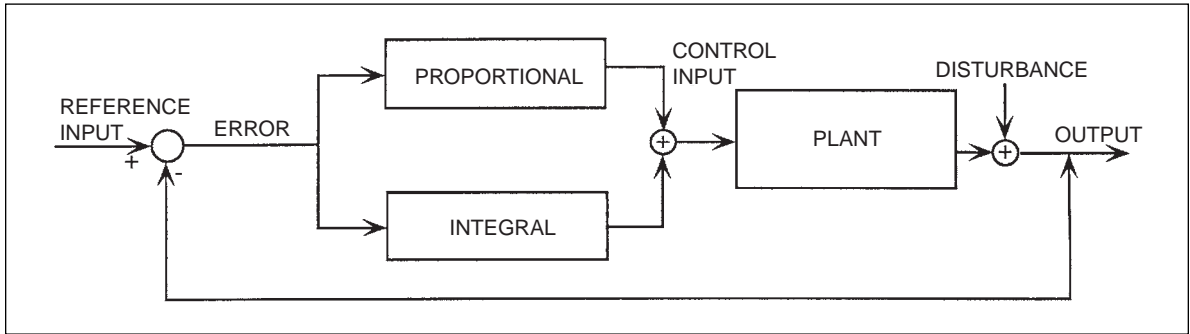 REFERENCE
INPUT
+
-
ERROR
PROPORTIONAL
INTEGRAL
CONTROL
INPUT
+
PLANT
DISTURBANCE
+
OUTPUT